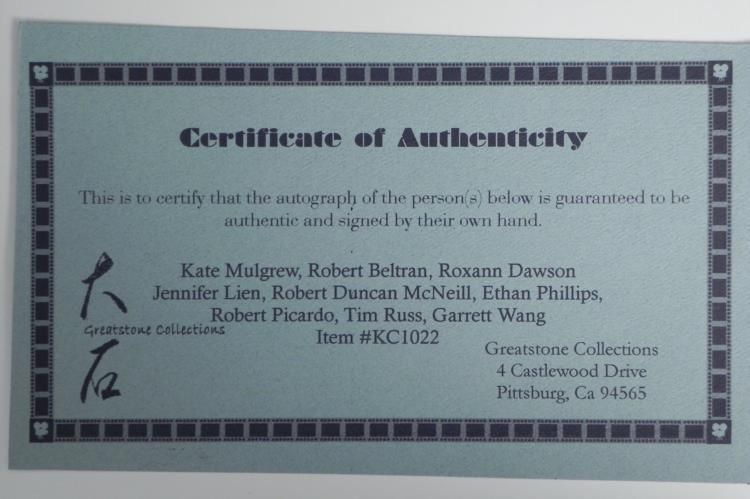 Certificate of Authenticity
This is to certify that the autograph of the person(s) below is guaranteed to be
authentic and signed by their own hand.
Kate Mulgrew, Robert Beltran, Roxann Dawson
Jennifer Lien, Robert Duncan McNeill, Ethan Phillips,
Robert Picardo, Tim Russ, Garrett Wang
Item #KC1022
大
Greatstone Collections
石
Greatstone Collections
4 Castlewood Drive
Pittsburg, Ca 94565